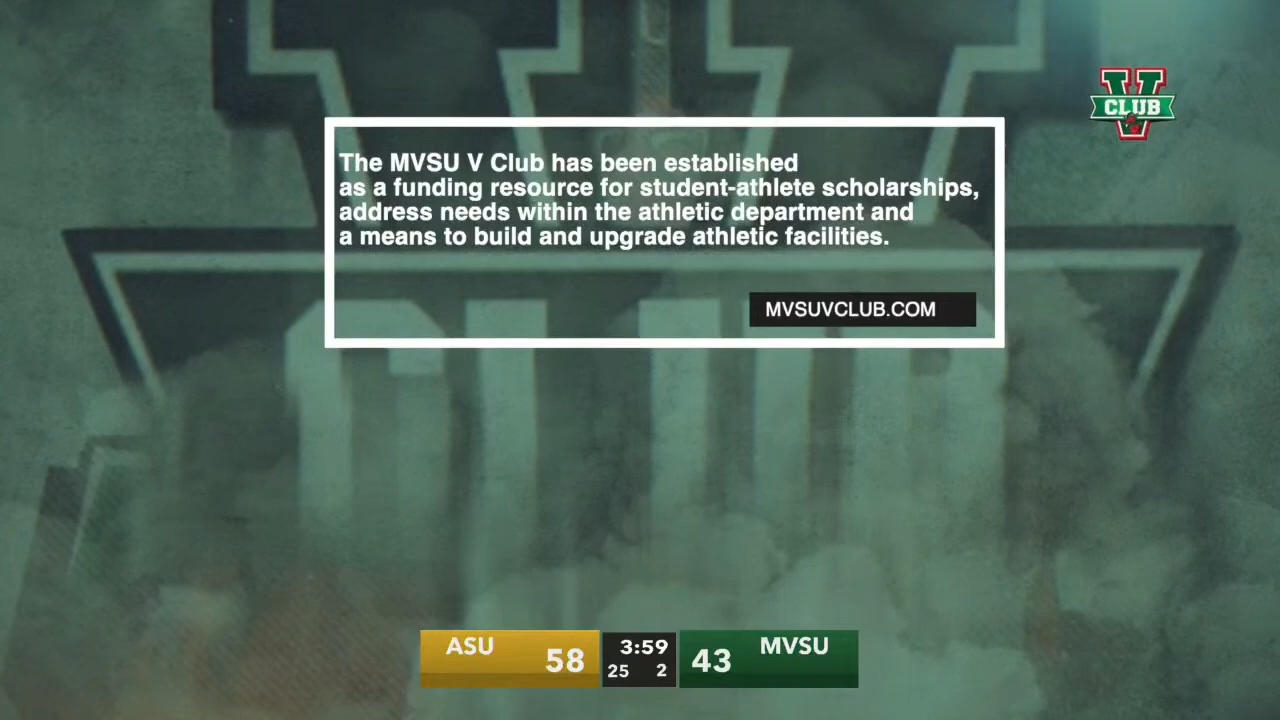 V
CLUB
The MVSU V Club has been established
as a funding resource for student-athlete scholarships,
address needs within the athletic department and
a means to build and upgrade athletic facilities.
MVSUVCLUB.COM
V
CLUB
ASU 58 3:59 25 2 43 MVSU